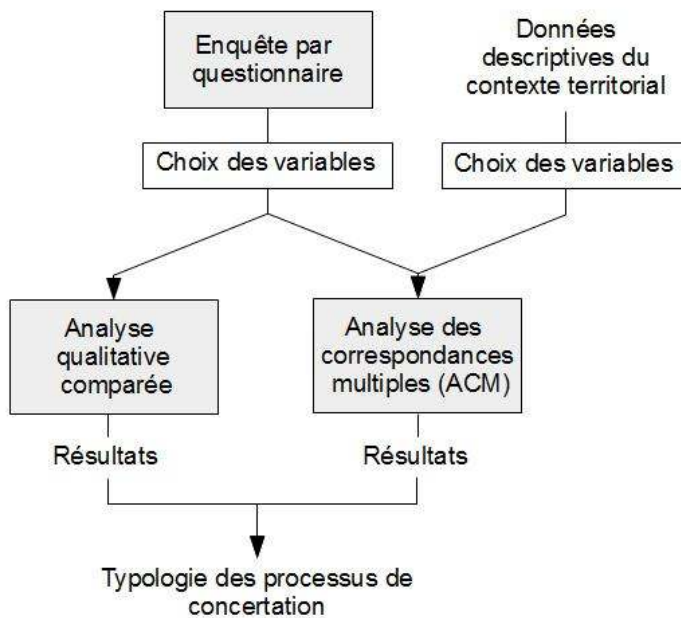 Enquête par
questionnaire
Données
descriptives du
contexte territorial
Choix des variables
Choix des variables
Analyse
qualitative
comparée
Analyse des
correspondances
multiples (ACM)
Résultats
Résultats
Typologie des processus de
concertation